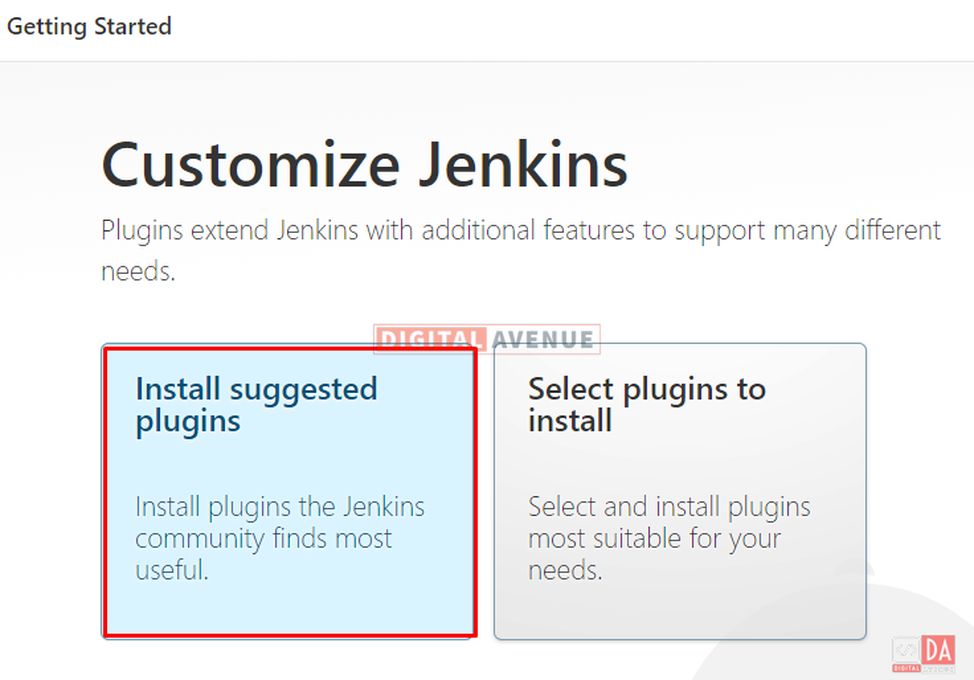 Getting Started
Customize Jenkins
Plugins extend Jenkins with additional features to support many different
needs.
DIGITAL AVENUE
Install suggested
plugins
Install plugins the Jenkins
community finds most
useful.
Select plugins to
install
Select and install plugins
most suitable for your
needs.
DA
DIGITAL AVENUE